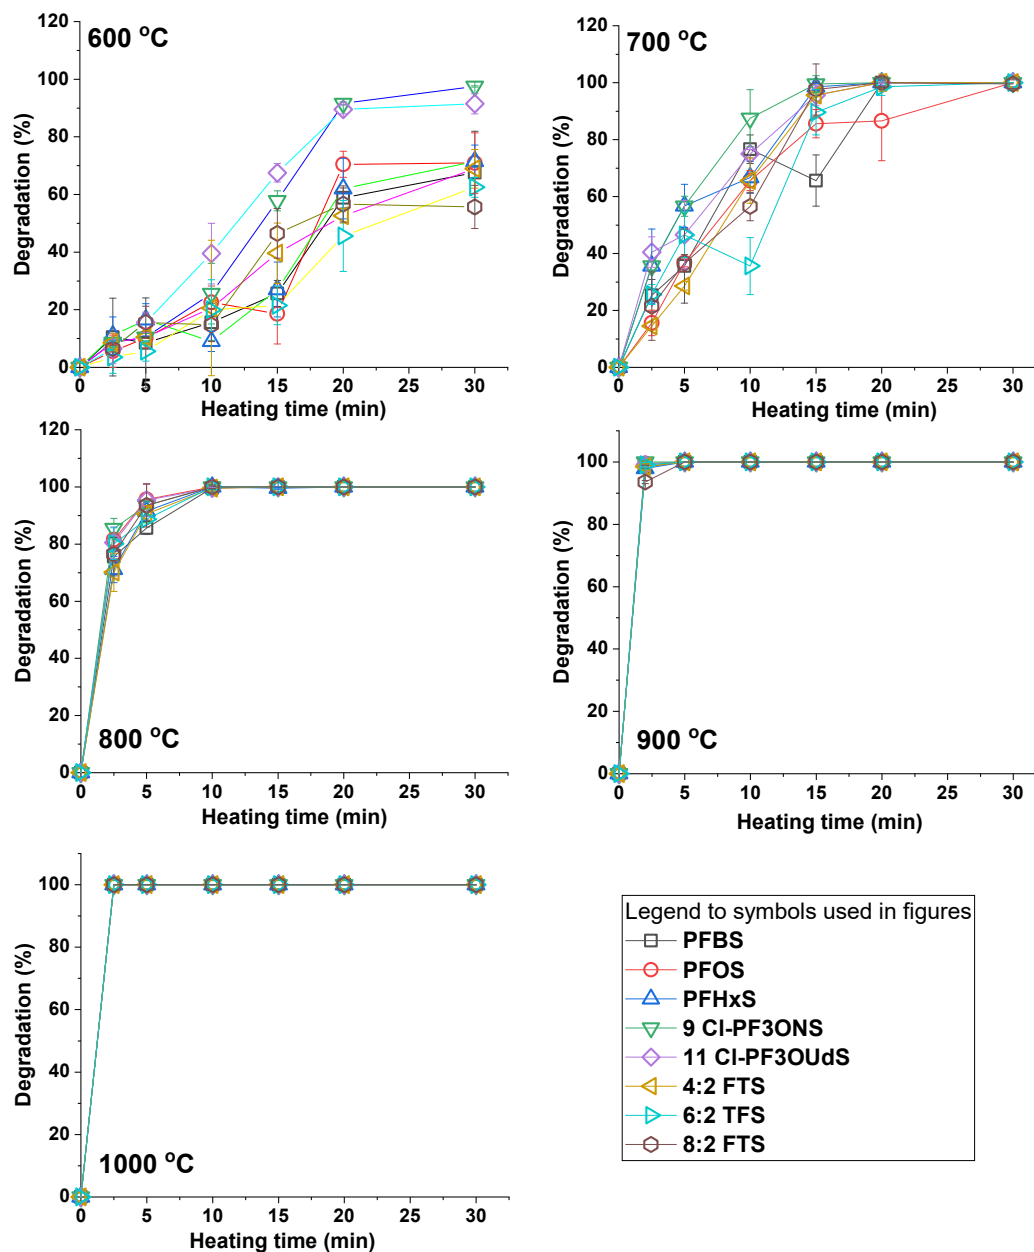 600 °C
Degradation (%)
120
100
80
60
40
20
0
0 5 10 15 20 25 30
Heating time (min)
700 °C
Degradation (%)
120
100
80
60
40
20
0
0 5 10 15 20 25 30
Heating time (min)
800 °C
Degradation (%)
120
100
80
60
40
20
0
0 5 10 15 20 25 30
Heating time (min)
900 °C
Degradation (%)
100
80
60
40
20
0
0 5 10 15 20 25 30
Heating time (min)
1000 °C
Degradation (%)
100
80
60
40
20
0
0 5 10 15 20 25 30
Heating time (min)
Legend to symbols used in figures
PFBS
PFOS
PFHxS
9 Cl-PF3ONS
11 Cl-PF3OUdS
4:2 FTS
6:2 TFS
8:2 FTS